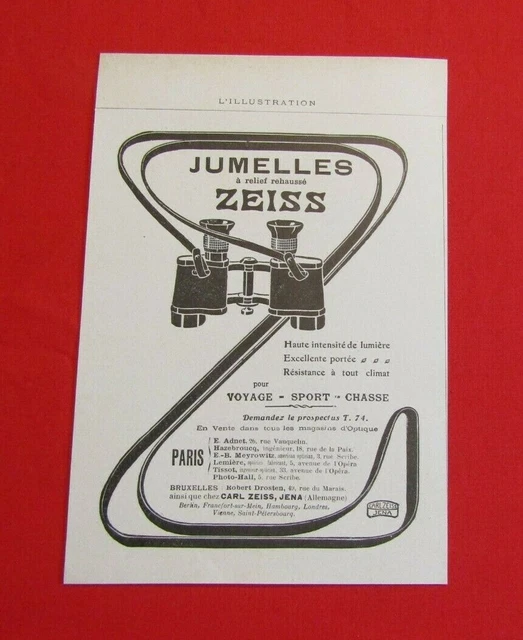 L'ILLUSTRATION
JUMELLES
à relief rehaussé
ZEISS
Haute intensité de lumière
Excellente portée
Résistance à tout climat
pour
VOYAGE - SPORT - CHASSE
Demandez le prospectus T. 74.
En Vente dans tous les magasins d'Optique
PARIS
E. Adnet, 26, rue Vauquelin.
Hazebroucq, ingénieur, 18, rue de la Paix.
E.-B. Meyrowitz, 3, rue Scribe.
Lemière, 5, avenue de l'Opéra
Tissot, 35, avenue de l'Opéra.
Photo-Hall, 5, rue Scribe.
BRUXELLES Robert Drosten, 49, rue du Marais.
ainsi que chez CARL ZEISS, JENA (Allemagne)
Berlin, Francfort-sur-Mein, Hambourg, Londres,
Vienne, Saint-Pétersbourg.
CARL ZEISS
JENA